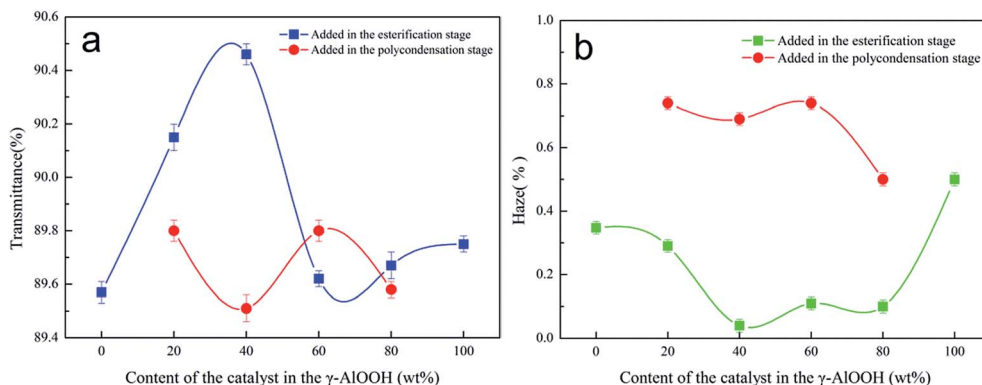 a
Added in the esterification stage
Added in the polycondensation stage
90.6
90.4
90.2
90.0
89.8
89.6
89.4
Transmittance(%)
0 20 40 60 80 100
Content of the catalyst in the γ-AlOOH (wt%)
b
Added in the esterification stage
Added in the polycondensation stage
1.0
0.8
0.6
0.4
0.2
0.0
Haze( % )
0 20 40 60 80 100
Content of the catalyst in the γ-AlOOH (wt%)